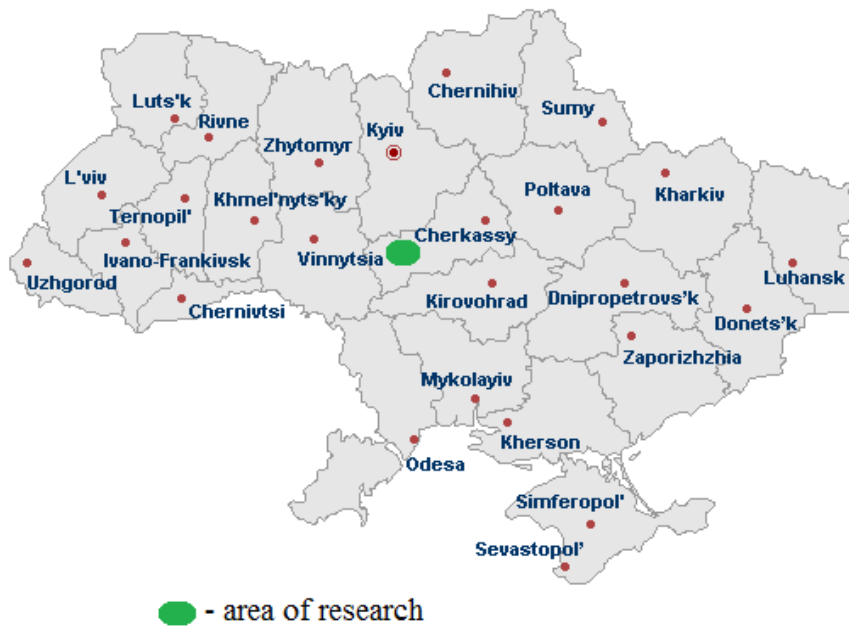 Chernihiv
Luts'k
Sumy
Rivne
Kyiv
Zhytomyr
L'viv
Poltava
Kharkiv
Khmel'nyts'ky
Ternopil'
Cherkassy
Ivano-Frankivsk
Vinnytsia
Uzhgorod
Luhansk
Chernivtsi
Kirovohrad
Dnipropetrovs'k
Donets'k
Zaporizhzhia
Mykolayiv
Kherson
Odesa
Simferopol'
Sevastopol’
- area of research